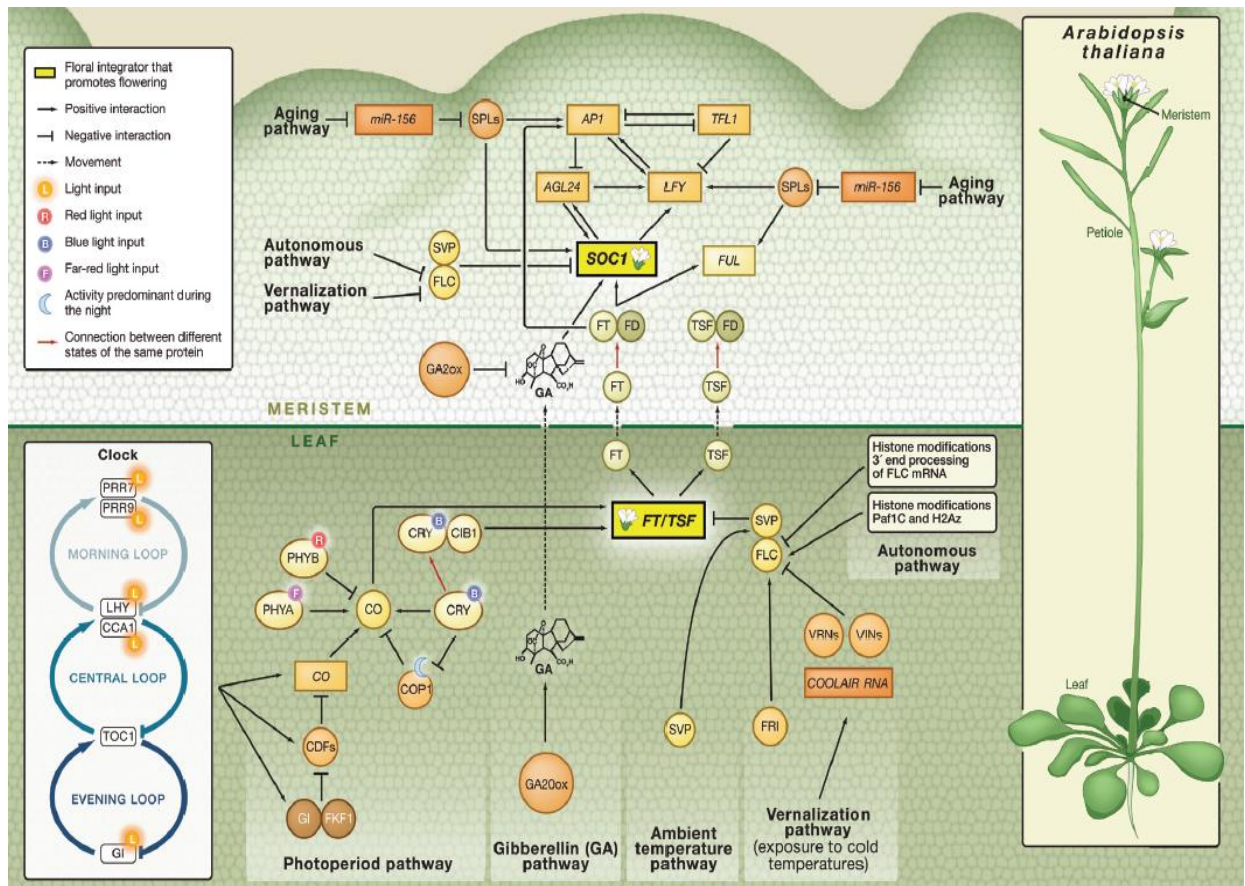 Floral integrator that
promotes flowering
Positive interaction
Negative interaction
Movement
L
Light input
R
Red light input
B
Blue light input
F
Far-red light input
Activity predominant during
the night
Connection between different
states of the same protein
Aging
pathway
miR-156
SPLs
AP1
TFL1
AGL24
LFY
SPLs
miR-156
Aging
pathway
Autonomous
pathway
Vernalization
pathway
SVP
FLC
SOC1
FUL
FT
FD
TSF
FD
GA2ox
O
OC
HO
CO₂H
GA
FT
TSF
MERISTEM
LEAF
FT
TSF
FT/TSF
Clock
L
PRR7
PRR9
L
MORNING LOOP
L
LHY
CCA1
L
CENTRAL LOOP
TOC1
EVENING LOOP
L
GI
R
PHYB
F
PHYA
CO
B
CRY
CIB1
B
CRY
COP1
CO
CDFs
GI
FKF1
Photoperiod pathway
O
OC
HO
CO₂H
GA
GA20ox
Gibberellin (GA)
pathway
SVP
FLC
Histone modifications
3′ end processing
of FLC mRNA
Histone modifications
Paf1C and H2Az
Autonomous
pathway
VRNs
VINs
COOLAIR RNA
SVP
FRI
Ambient
temperature
pathway
Vernalization
pathway
(exposure to cold
temperatures)
Arabidopsis
thaliana
Meristem
Petiole
Leaf